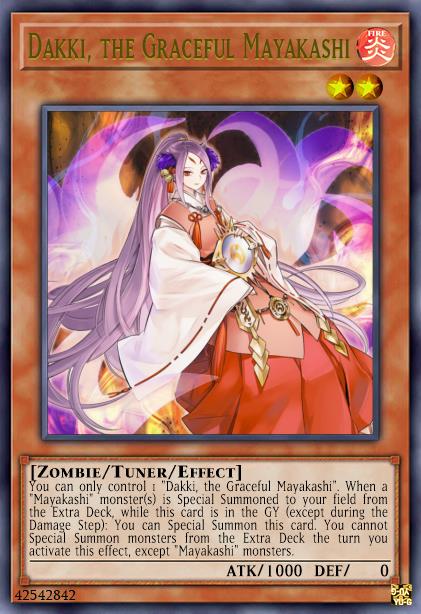 DAKKI, THE GRACEFUL MAYAKASHI
FIRE
炎
[ZOMBIE/TUNER/EFFECT]
You can only control 1 "Dakki, the Graceful Mayakashi". When a
"Mayakashi" monster(s) is Special Summoned to your field from
the Extra Deck, while this card is in the GY (except during the
Damage Step): You can Special Summon this card. You cannot
Special Summon monsters from the Extra Deck the turn you
activate this effect, except "Mayakashi" monsters.
ATK/1000 DEF/ 0
42542842